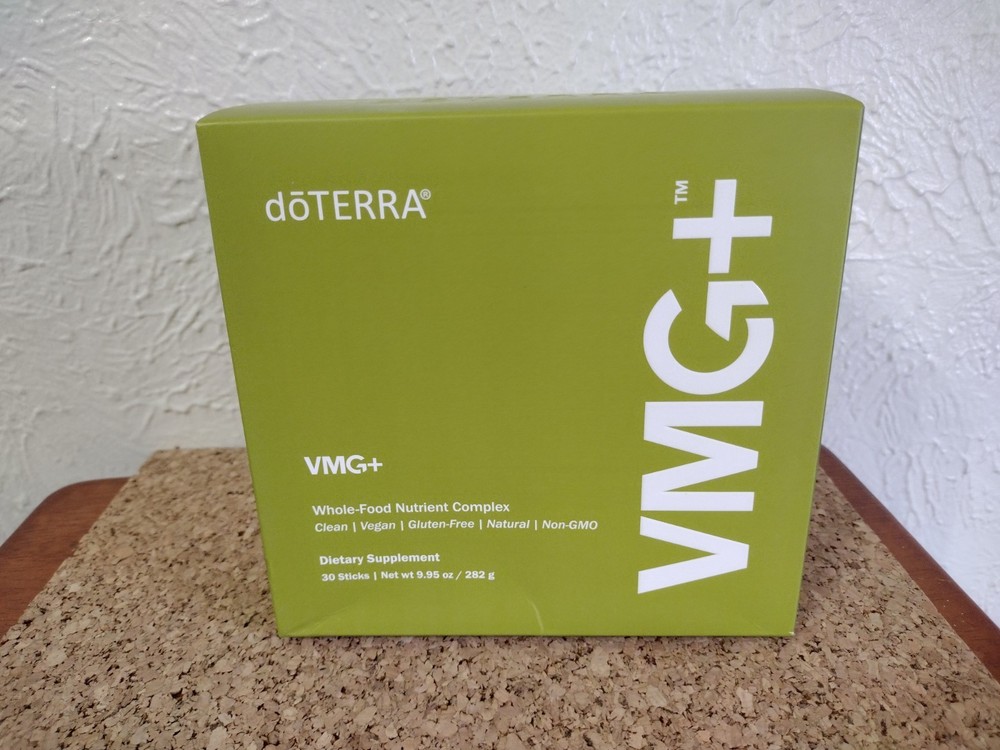 dōTERRA®
VMG+™
VMG+
Whole-Food Nutrient Complex
Clean | Vegan | Gluten-Free | Natural | Non-GMO
Dietary Supplement
30 Sticks | Net wt 9.95 oz / 282 g